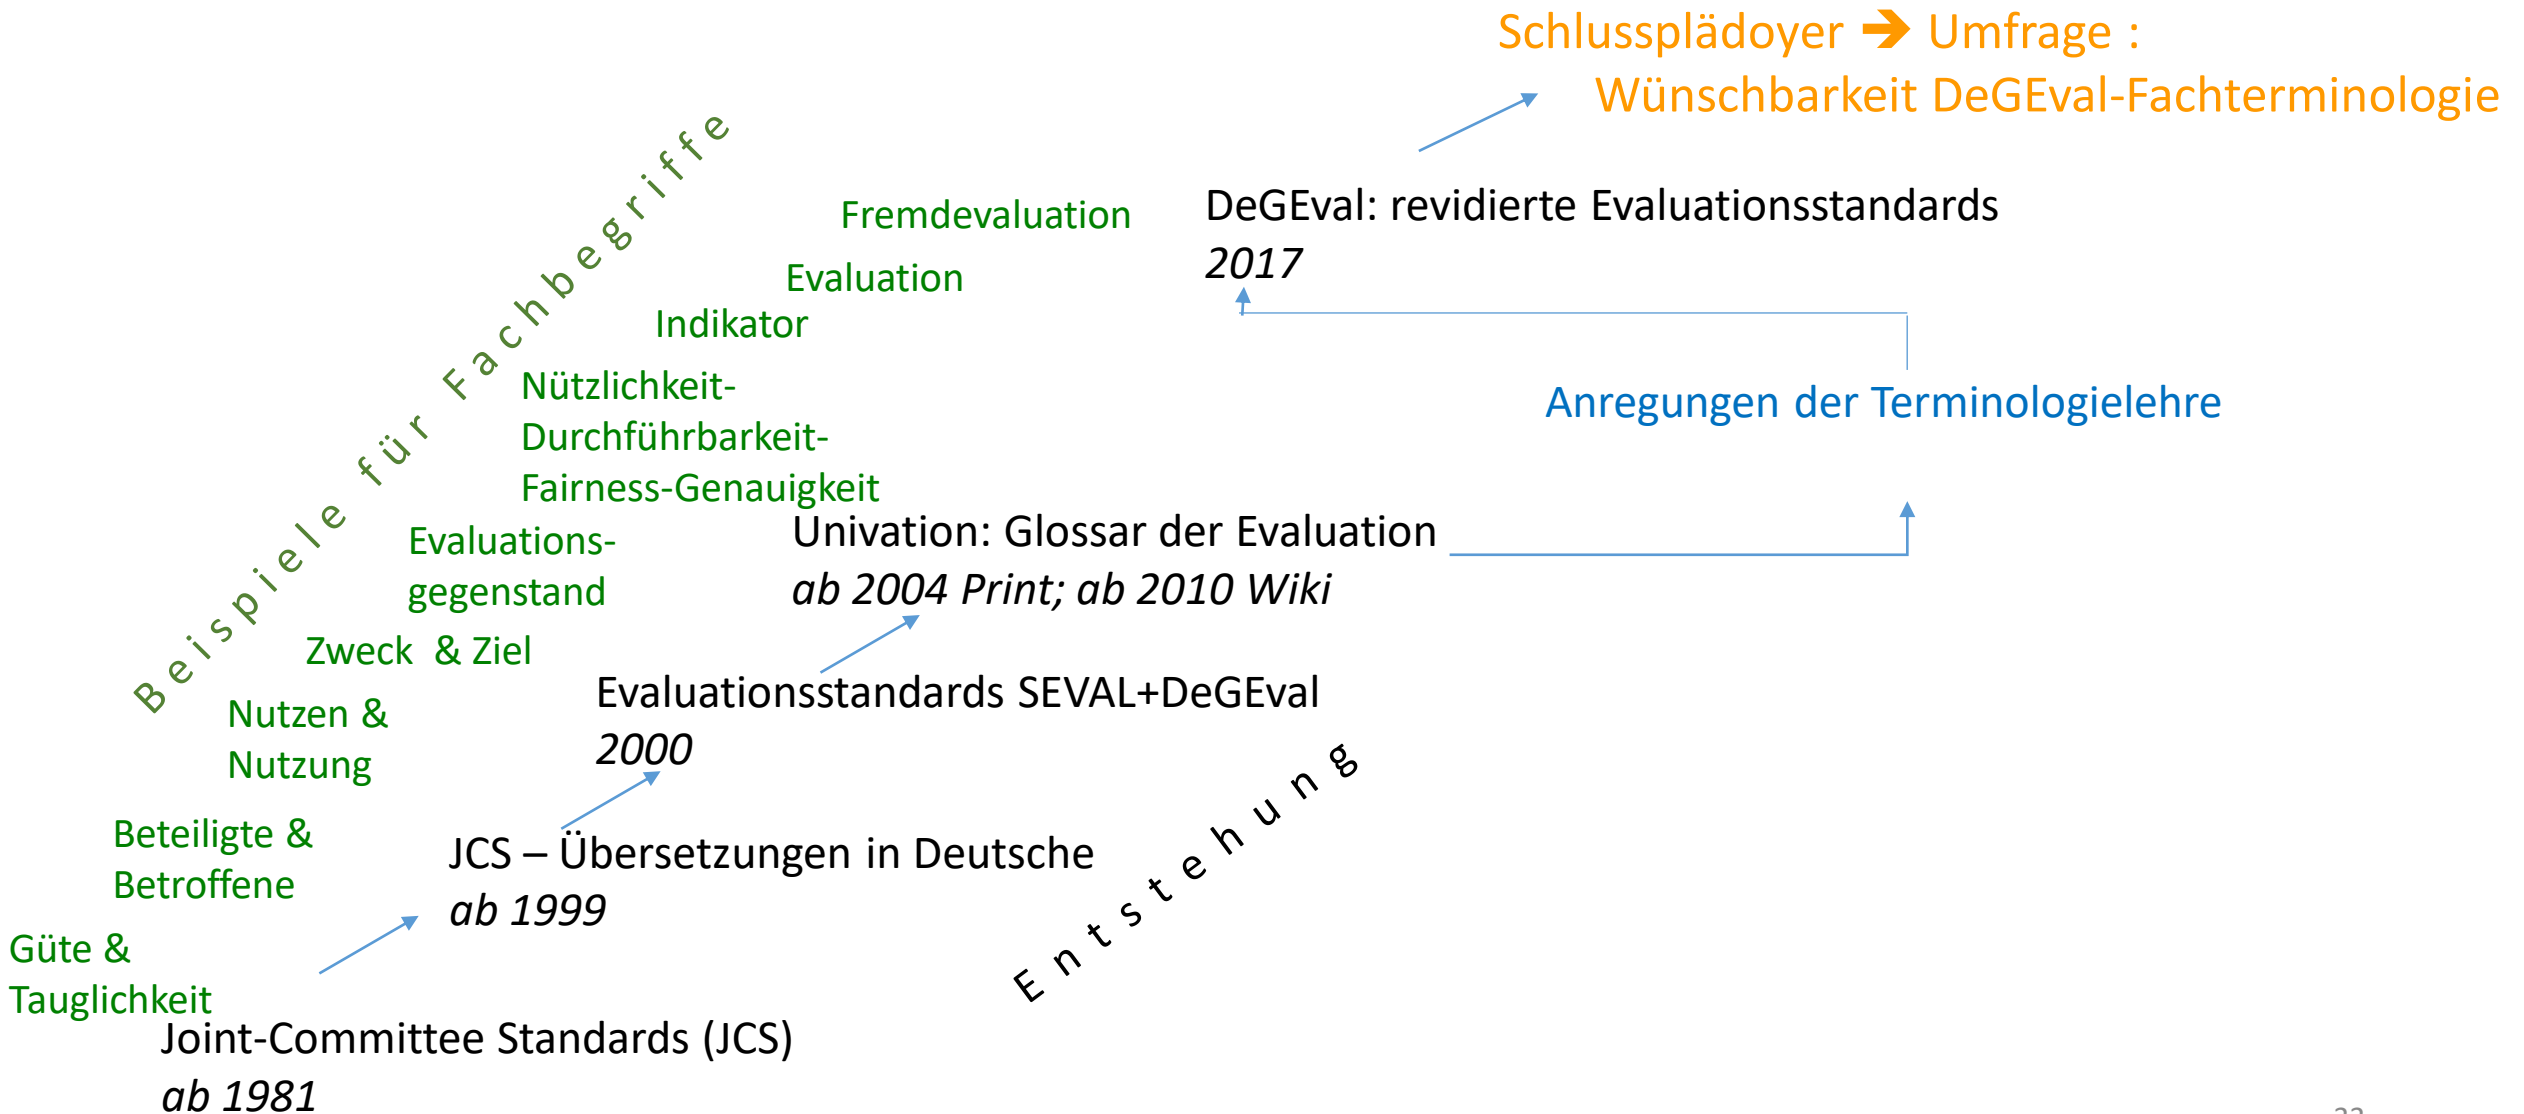 Schlussplädoyer ➔ Umfrage :
Wünschbarkeit DeGEval-Fachterminologie
Beispiele für Fachbegriffe
Fremdevaluation
DeGEval: revidierte Evaluationsstandards
2017
Evaluation
Indikator
Nützlichkeit-
Durchführbarkeit-
Fairness-Genauigkeit
Anregungen der Terminologielehre
Evaluations-
gegenstand
Univation: Glossar der Evaluation
ab 2004 Print; ab 2010 Wiki
Zweck & Ziel
Nutzen &
Nutzung
Evaluationsstandards SEVAL+DeGEval
2000
Entstehung
Beteiligte &
Betroffene
JCS – Übersetzungen in Deutsche
ab 1999
Güte &
Tauglichkeit
Joint-Committee Standards (JCS)
ab 1981